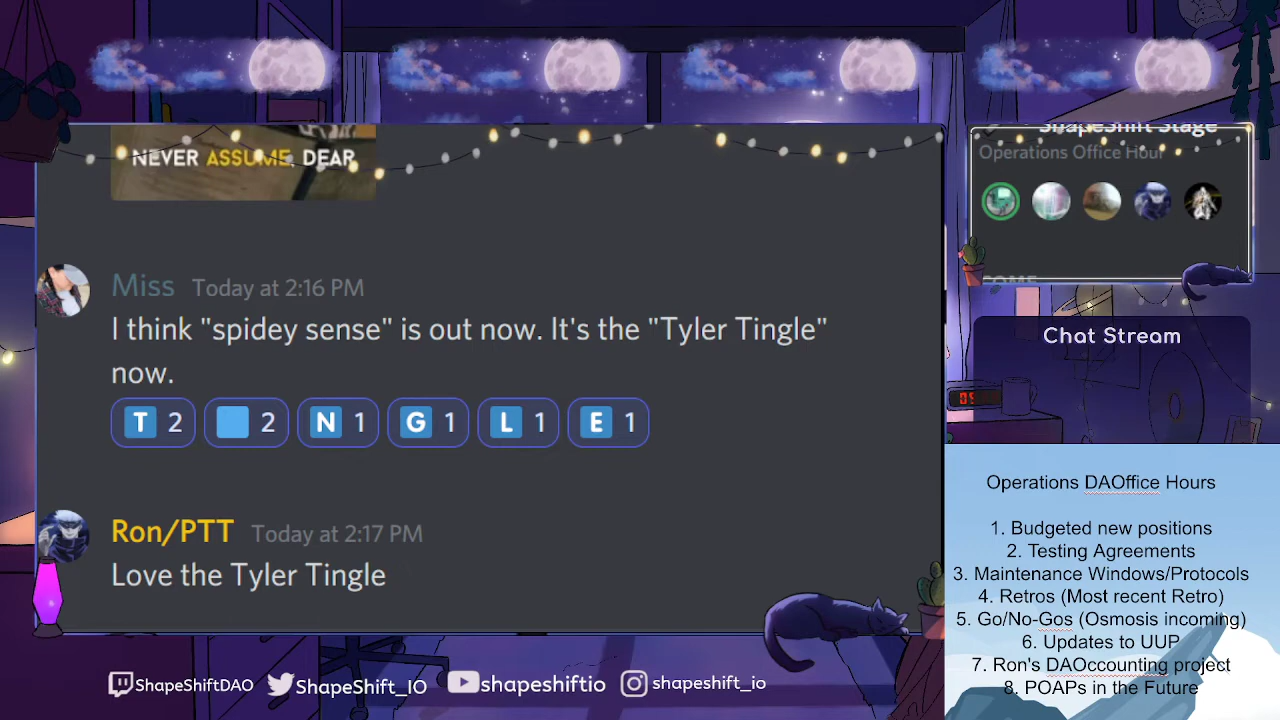 NEVER ASSUME, DEAR
Miss Today at 2:16 PM
I think "spidey sense" is out now. It's the "Tyler Tingle"
now.
T 2 2 N 1 G 1 L 1 E 1
Ron/PTT Today at 2:17 PM
Love the Tyler Tingle
ShapeShift Stage
Operations Office Hour
Chat Stream
Operations DAOffice Hours
1. Budgeted new positions
2. Testing Agreements
3. Maintenance Windows/Protocols
4. Retros (Most recent Retro)
5. Go/No-Gos (Osmosis incoming)
6. Updates to UUP
7. Ron's DAOccounting project
8. POAPs in the Future
ShapeShiftDAO ShapeShift_IO shapeshiftio shapeshift_io